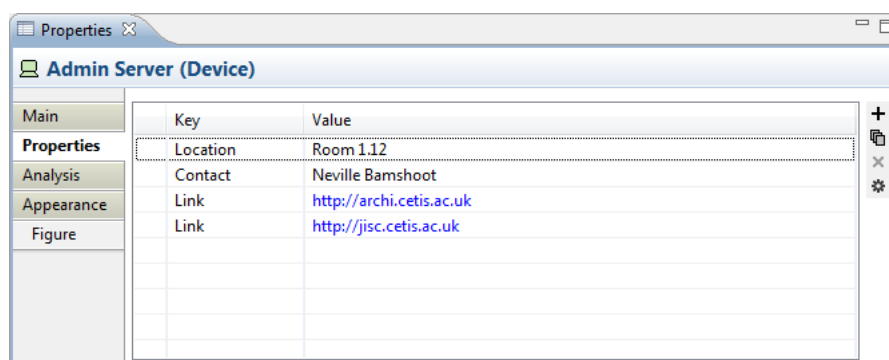 Properties
Admin Server (Device)
Main
Properties
Analysis
Appearance
Figure
Key Value
Location Room 1.12
Contact Neville Bamshoot
Link http://archi.cetis.ac.uk
Link http://jisc.cetis.ac.uk